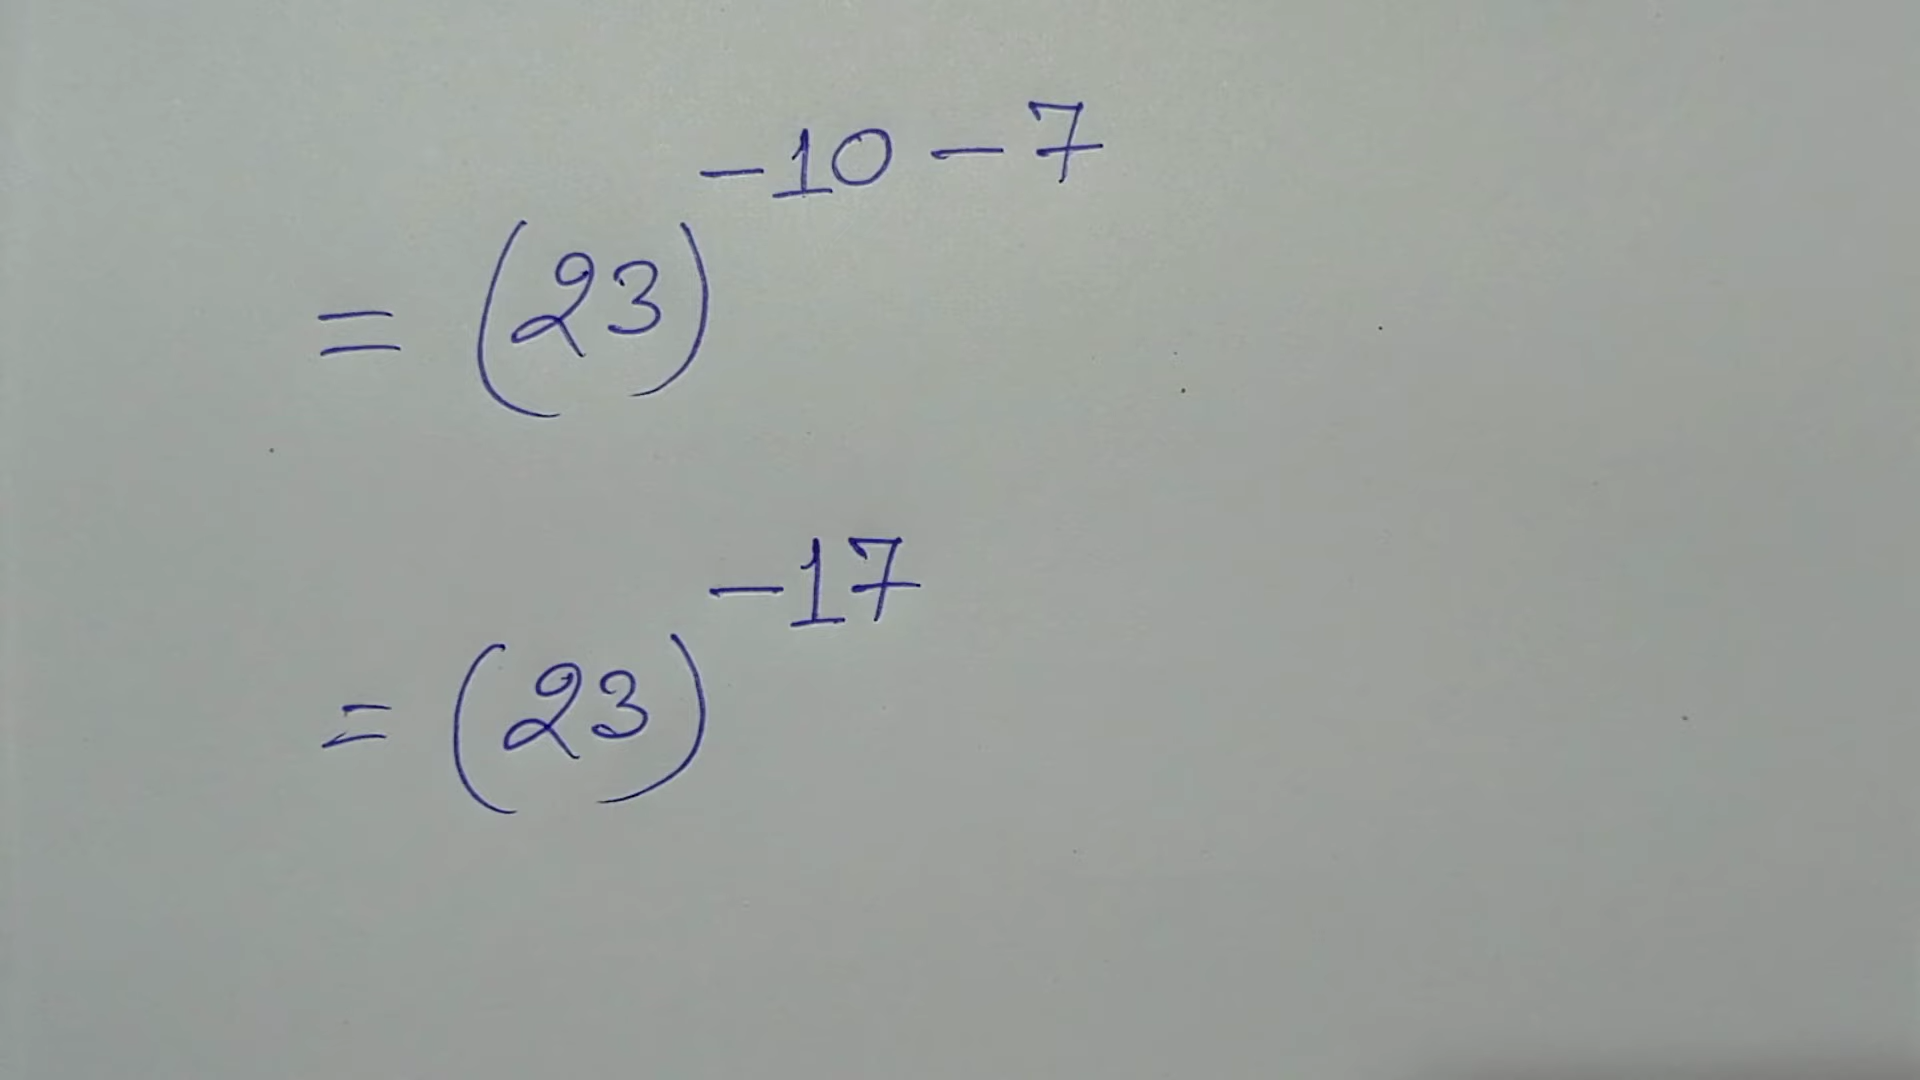 = (23)^{-10-7}
= (23)^{-17}